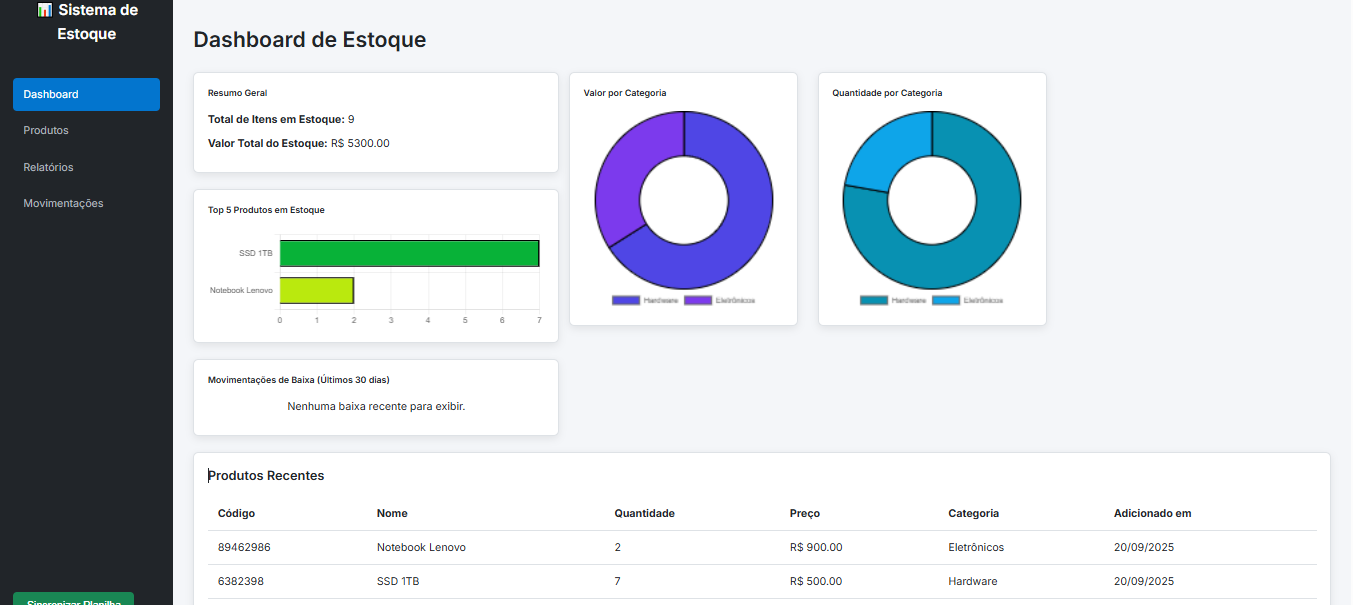 📊 Sistema de
Estoque
Dashboard
Produtos
Relatórios
Movimentações
Sincronizar Planilha
Dashboard de Estoque
Resumo Geral
Total de Itens em Estoque: 9
Valor Total do Estoque: R$ 5300.00
Top 5 Produtos em Estoque
SSD 1TB
Notebook Lenovo
0 1 2 3 4 5 6 7
Movimentações de Baixa (Últimos 30 dias)
Nenhuma baixa recente para exibir.
Valor por Categoria
Hardware Eletrônicos
Quantidade por Categoria
Hardware Eletrônicos
Produtos Recentes
Código Nome Quantidade Preço Categoria Adicionado em
89462986 Notebook Lenovo 2 R$ 900.00 Eletrônicos 20/09/2025
6382398 SSD 1TB 7 R$ 500.00 Hardware 20/09/2025